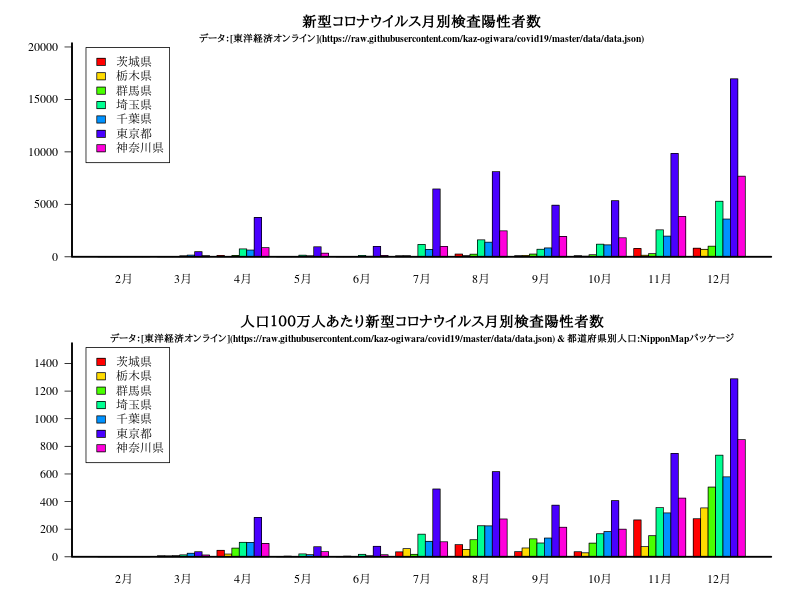 新型コロナウイルス月別検査陽性者数
データ:[東洋経済オンライン](https://raw.githubusercontent.com/kaz-ogiwara/covid19/master/data/data.json)
20000
15000
10000
5000
0
茨城県
栃木県
群馬県
埼玉県
千葉県
東京都
神奈川県
2月 3月 4月 5月 6月 7月 8月 9月 10月 11月 12月
人口100万人あたり新型コロナウイルス月別検査陽性者数
データ:[東洋経済オンライン](https://raw.githubusercontent.com/kaz-ogiwara/covid19/master/data/data.json) & 都道府県別人口:NipponMapパッケージ
1400
1200
1000
800
600
400
200
0
茨城県
栃木県
群馬県
埼玉県
千葉県
東京都
神奈川県
2月 3月 4月 5月 6月 7月 8月 9月 10月 11月 12月